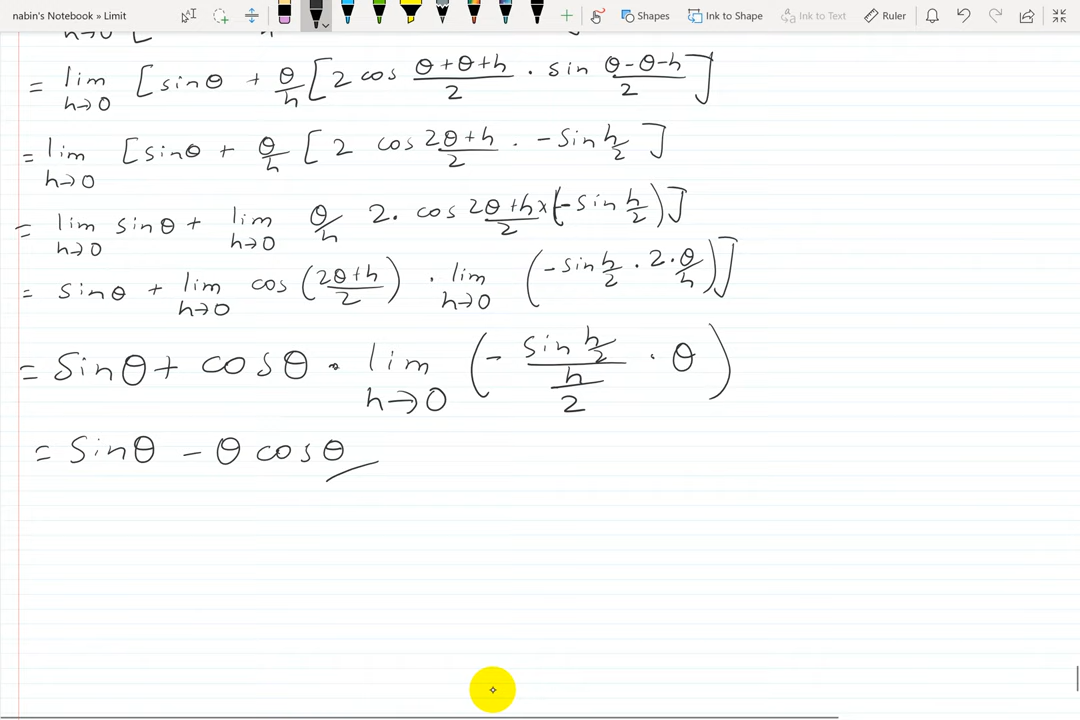 nabin's Notebook » Limit
Shapes
Ink to Shape
Ink to Text
Ruler
h→0 [
= lim h→0 [sinθ + θ/h [2 cos (θ+θ+h)/2 . sin (θ-θ-h)/2]
= lim h→0 [sinθ + θ/h [2 cos (2θ+h)/2 . -sin h/2]
= lim h→0 sinθ + lim h→0 θ/h 2. cos (2θ+h)/2 x(-sin h/2)]
= sinθ + lim h→0 cos (2θ+h/2) . lim h→0 (-sin h/2 . 2 . θ/h)]
= sinθ + cosθ . lim h→0 (- (sin h/2)/(h/2) . θ)
= sinθ - θ cosθ